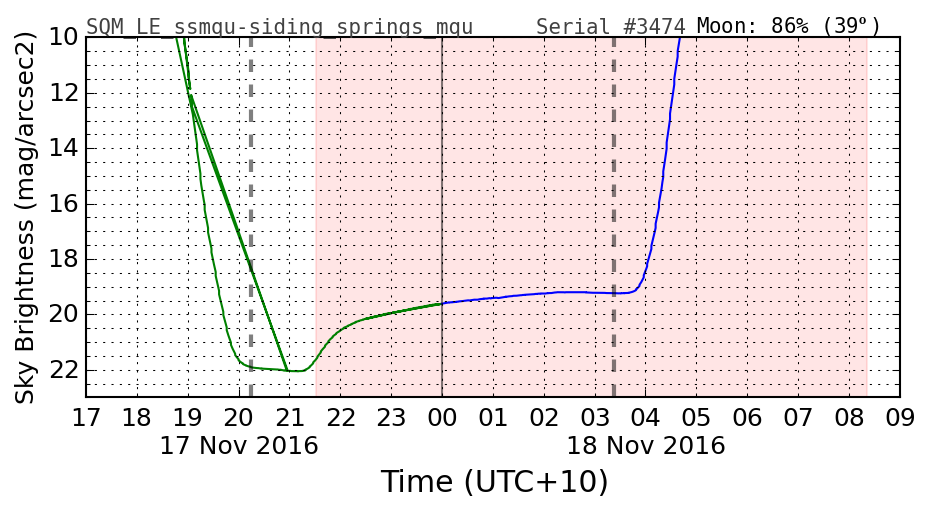 SQM_LE ssmqu-siding_springs_mqu Serial #3474 Moon: 86% (39°)
10
12
14
16
18
20
22
Sky Brightness (mag/arcsec2)
17 18 19 20 21 22 23 00 01 02 03 04 05 06 07 08 09
17 Nov 2016 18 Nov 2016
Time (UTC+10)